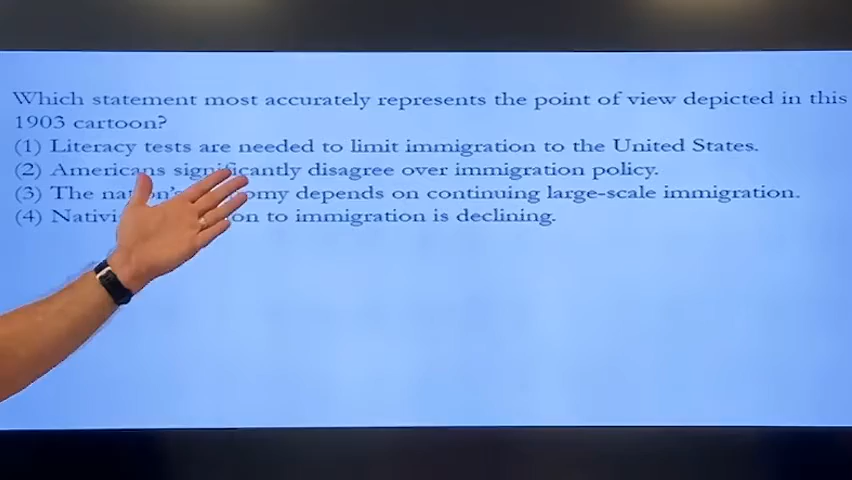 Which statement most accurately represents the point of view depicted in this
1903 cartoon?
(1) Literacy tests are needed to limit immigration to the United States.
(2) Americans significantly disagree over immigration policy.
(3) The depends on continuing large-scale immigration.
(4) to immigration is declining.